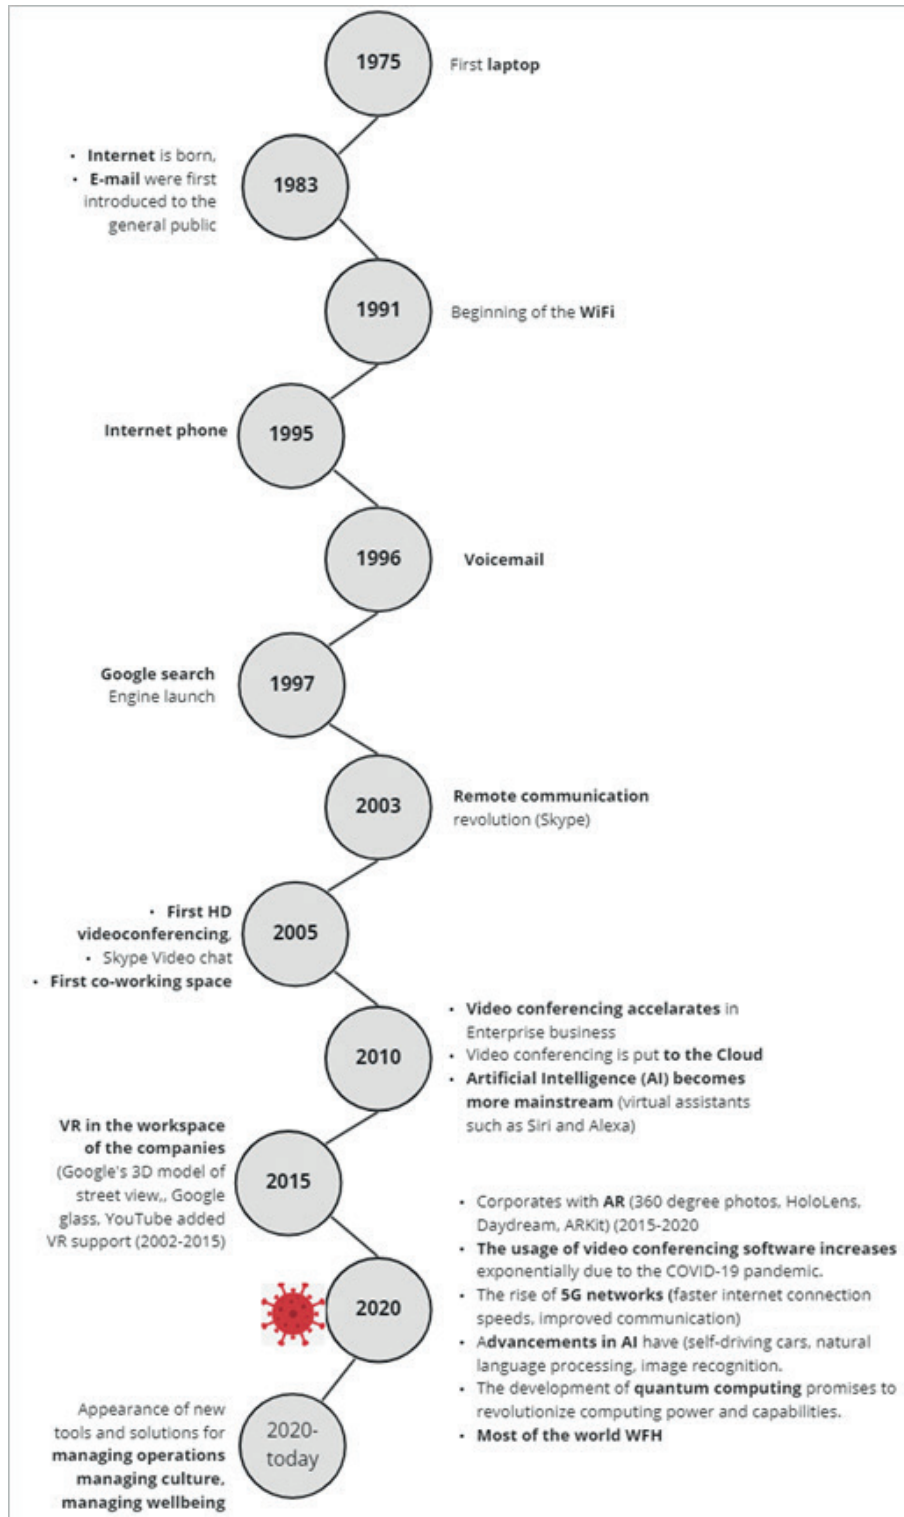 1975
First laptop
• Internet is born,
• E-mail were first
introduced to the
general public
1983
1991
Beginning of the WiFi
Internet phone
1995
1996
Voicemail
Google search
Engine launch
1997
2003
Remote communication
revolution (Skype)
• First HD
videoconferencing,
• Skype Video chat
• First co-working space
2005
2010
• Video conferencing accelarates in
Enterprise business
• Video conferencing is put to the Cloud
• Artificial Intelligence (AI) becomes
more mainstream (virtual assistants
such as Siri and Alexa)
VR in the workspace
of the companies
(Google's 3D model of
street view,, Google
glass, YouTube added
VR support (2002-2015)
2015
2020
• Corporates with AR (360 degree photos, HoloLens,
Daydream, ARKit) (2015-2020
• The usage of video conferencing software increases
exponentially due to the COVID-19 pandemic.
• The rise of 5G networks (faster internet connection
speeds, improved communication)
• Advancements in AI have (self-driving cars, natural
language processing, image recognition.
• The development of quantum computing promises to
revolutionize computing power and capabilities.
• Most of the world WFH
Appearance of new
tools and solutions for
managing operations
managing culture,
managing wellbeing
2020-
today